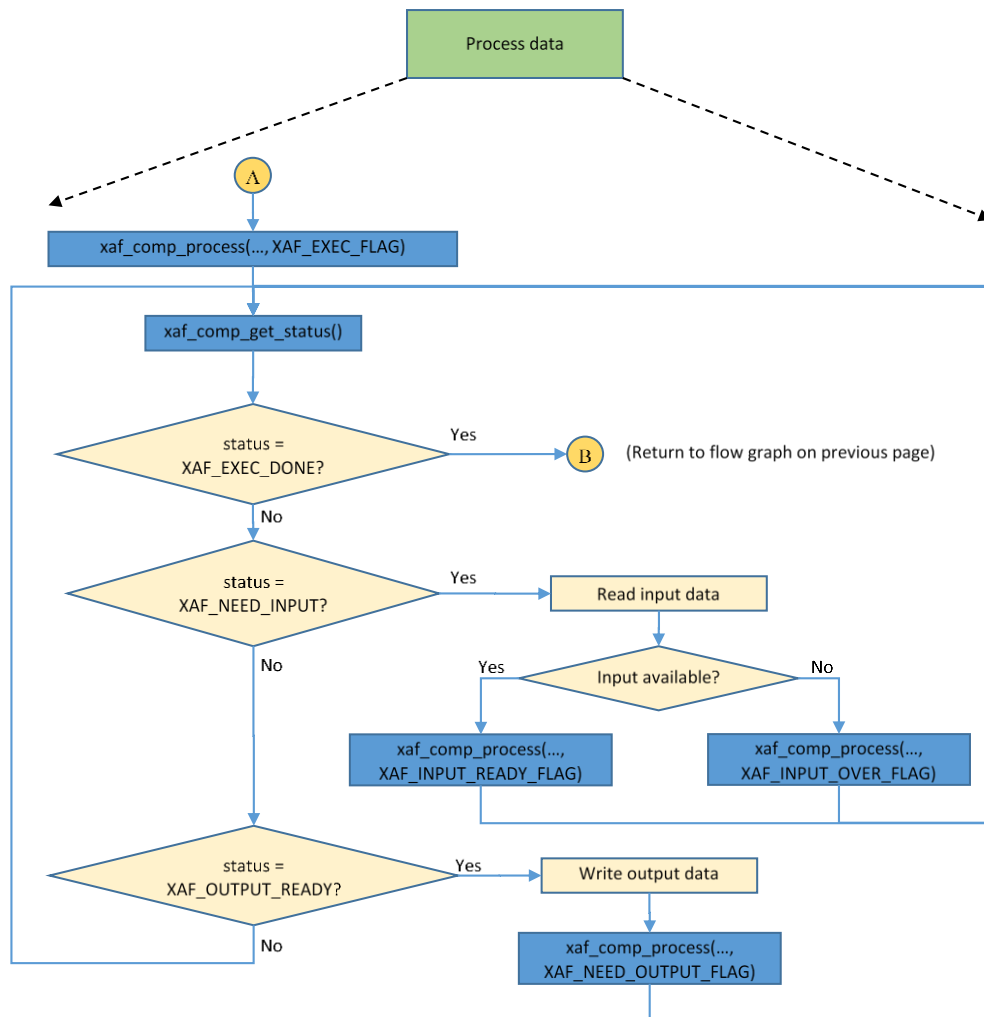 Process data
A
xaf_comp_process(…, XAF_EXEC_FLAG)
xaf_comp_get_status()
status =
XAF_EXEC_DONE?
Yes
B
(Return to flow graph on previous page)
No
status =
XAF_NEED_INPUT?
Yes
Read input data
No
Yes
Input available?
No
xaf_comp_process(…,
XAF_INPUT_READY_FLAG)
xaf_comp_process(…,
XAF_INPUT_OVER_FLAG)
status =
XAF_OUTPUT_READY?
Yes
Write output data
No
xaf_comp_process(…,
XAF_NEED_OUTPUT_FLAG)